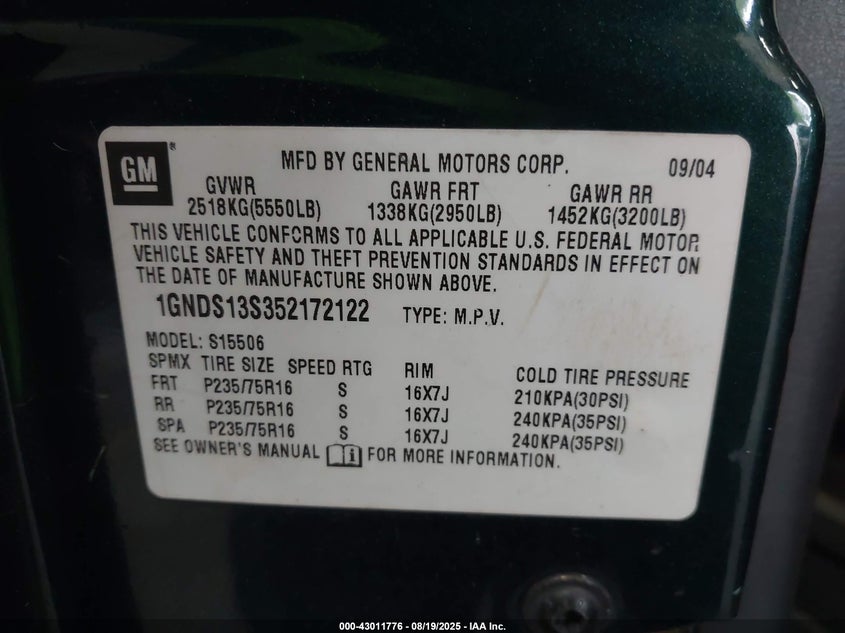 GM®
MFD BY GENERAL MOTORS CORP. 09/04
GVWR GAWR FRT GAWR RR
2518KG(5550LB) 1338KG(2950LB) 1452KG(3200LB)
THIS VEHICLE CONFORMS TO ALL APPLICABLE U.S. FEDERAL MOTOR
VEHICLE SAFETY AND THEFT PREVENTION STANDARDS IN EFFECT ON
THE DATE OF MANUFACTURE SHOWN ABOVE.
1GNDS13S352172122 TYPE: M.P.V.
MODEL: S15506
SPMX TIRE SIZE SPEED RTG RIM COLD TIRE PRESSURE
FRT P235/75R16 S 16X7J 210KPA(30PSI)
RR P235/75R16 S 16X7J 240KPA(35PSI)
SPA P235/75R16 S 16X7J 240KPA(35PSI)
SEE OWNER'S MANUAL i FOR MORE INFORMATION.
000-43011776 - 08/19/2025 - IAA Inc.